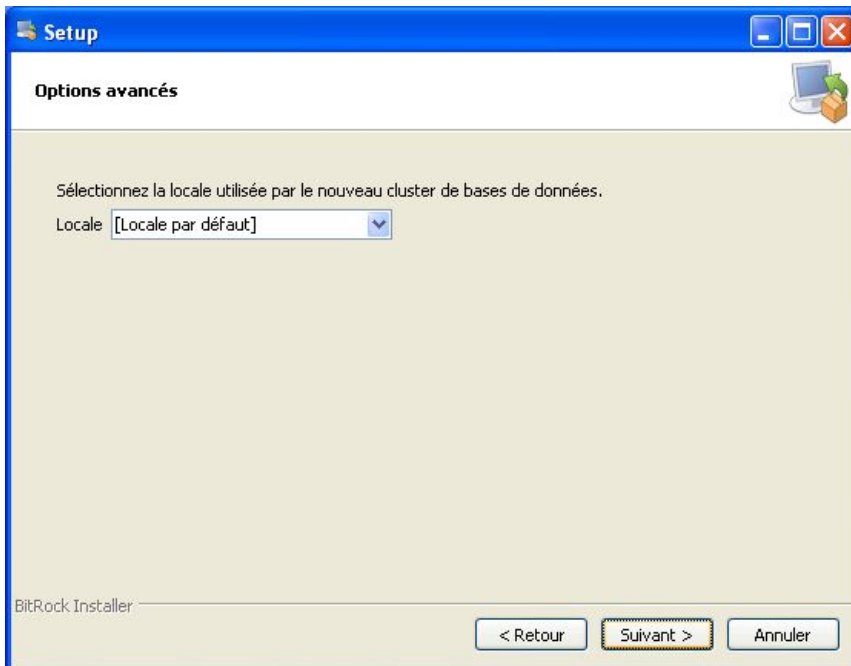 Setup
Options avancés
Sélectionnez la locale utilisée par le nouveau cluster de bases de données.
Locale [Locale par défaut]
BitRock Installer
< Retour Suivant > Annuler